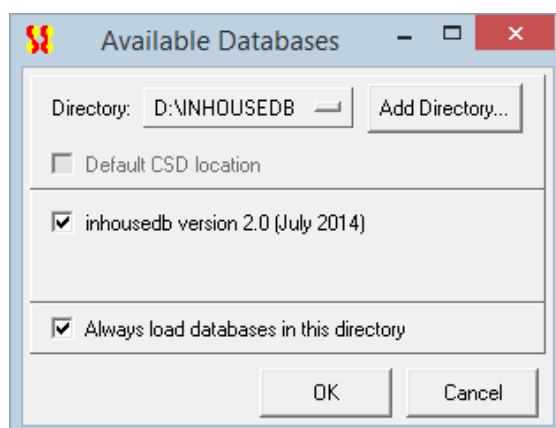 Available Databases
Directory: D:\INHOUSEDB Add Directory...
Default CSD location
inhousedb version 2.0 (July 2014)
Always load databases in this directory
OK Cancel